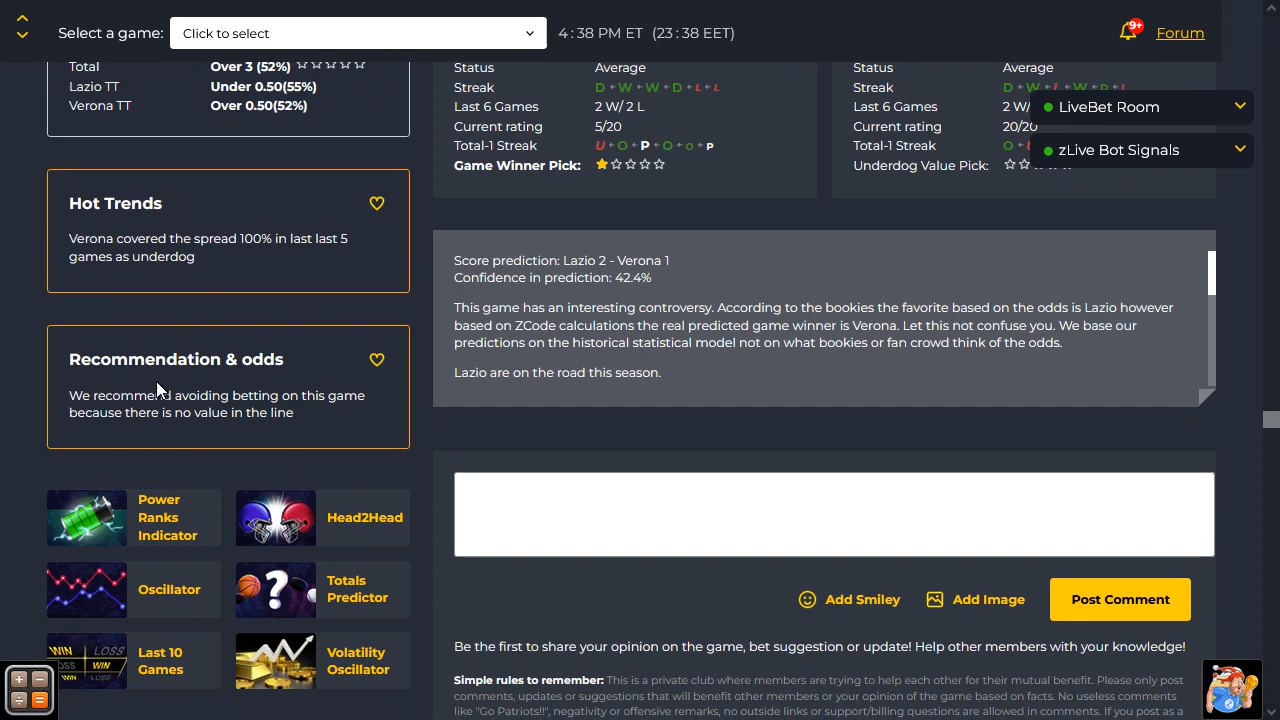 Select a game:
Click to select
4:38 PM ET (23:38 EET)
9+
Forum
Total Over 3 (52%)
Lazio TT Under 0.50(55%)
Verona TT Over 0.50(52%)
Status Average
Streak D W W D L L
Last 6 Games 2 W/ 2 L
Current rating 5/20
Total-1 Streak U O P O O P
Game Winner Pick:
Status Average
Streak
Last 6 Games 2 W/
Current rating 20/20
Total-1 Streak
Underdog Value Pick:
LiveBet Room
zLive Bot Signals
Hot Trends
Verona covered the spread 100% in last last 5
games as underdog
Score prediction: Lazio 2 - Verona 1
Confidence in prediction: 42.4%
This game has an interesting controversy. According to the bookies the favorite based on the odds is Lazio however
based on ZCode calculations the real predicted game winner is Verona. Let this not confuse you. We base our
predictions on the historical statistical model not on what bookies or fan crowd think of the odds.
Lazio are on the road this season.
Recommendation & odds
We recommend avoiding betting on this game
because there is no value in the line
Power
Ranks
Indicator
Head2Head
Oscillator
Totals
Predictor
WIN LOSS
LOSS WIN
WIN LOSS
Last 10
Games
Volatility
Oscillator
Add Smiley
Add Image
Post Comment
Be the first to share your opinion on the game, bet suggestion or update! Help other members with your knowledge!
Simple rules to remember: This is a private club where members are trying to help each other for their mutual benefit. Please only post
comments, updates or suggestions that will benefit other members or your opinion of the game based on facts. No useless comments
like "Go Patriots!!", negativity or offensive remarks, no outside links or support/billing questions are allowed in comments. If you post as a